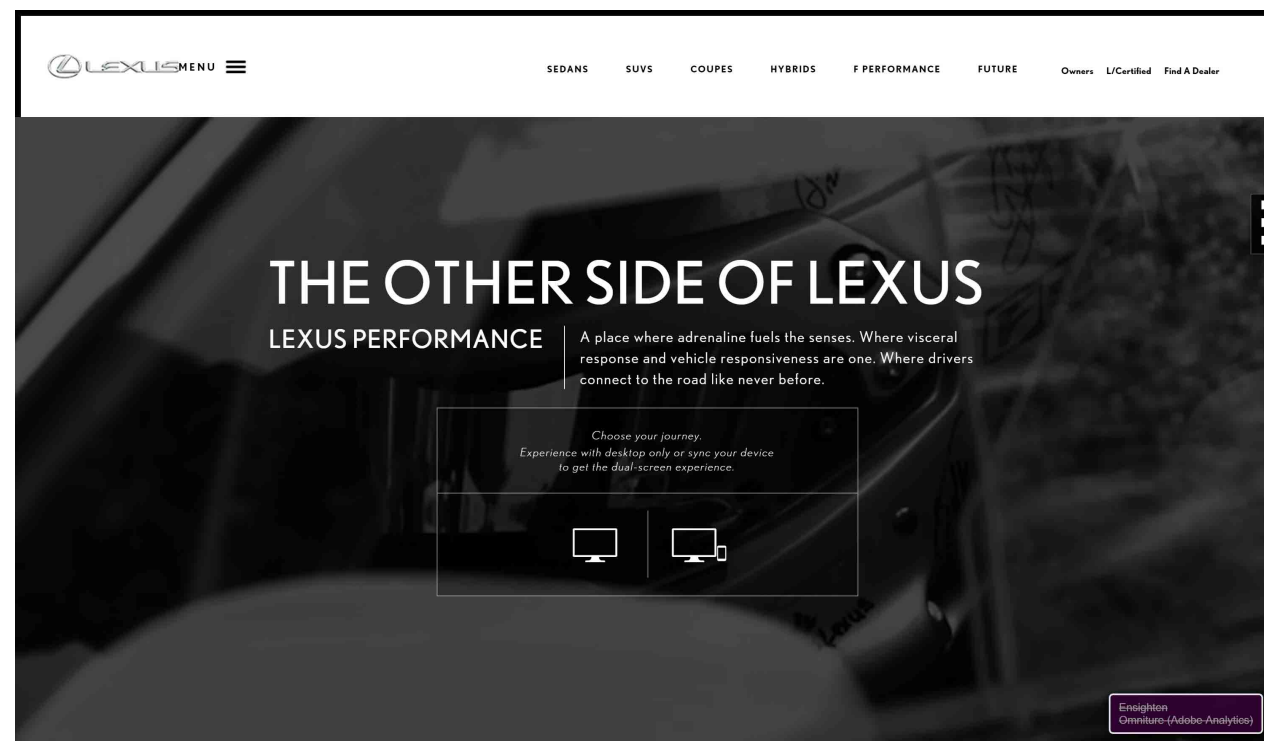 LEXUS MENU
SEDANS SUVS COUPES HYBRIDS F PERFORMANCE FUTURE Owners L/Certified Find A Dealer
THE OTHER SIDE OF LEXUS
LEXUS PERFORMANCE
A place where adrenaline fuels the senses. Where visceral
response and vehicle responsiveness are one. Where drivers
connect to the road like never before.
Choose your journey.
Experience with desktop only or sync your device
to get the dual-screen experience.
Lexus
Ensighten
Omniture (Adobe Analytics)